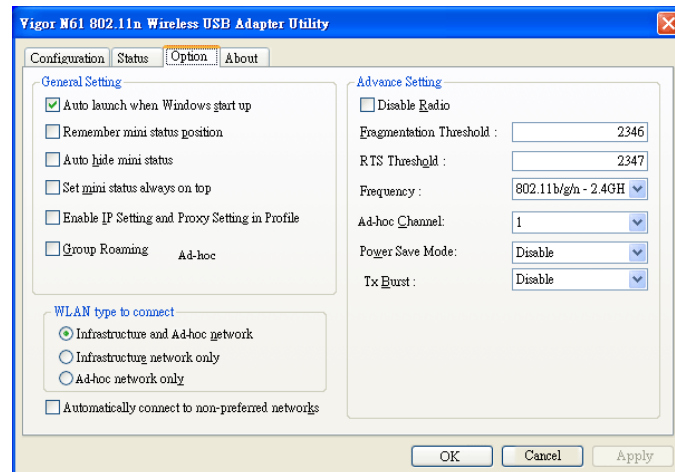 Vigor N61 802.11n Wireless USB Adapter Utility
Configuration Status Option About
General Setting
Auto launch when Windows start up
Remember mini status position
Auto hide mini status
Set mini status always on top
Enable IP Setting and Proxy Setting in Profile
Group Roaming Ad-hoc
WLAN type to connect
Infrastructure and Ad-hoc network
Infrastructure network only
Ad-hoc network only
Automatically connect to non-preferred networks
Advance Setting
Disable Radio
Fragmentation Threshold : 2346
RTS Threshold : 2347
Frequency : 802.11b/g/n - 2.4GH
Ad-hoc Channel: 1
Power Save Mode: Disable
Tx Burst : Disable
OK Cancel Apply